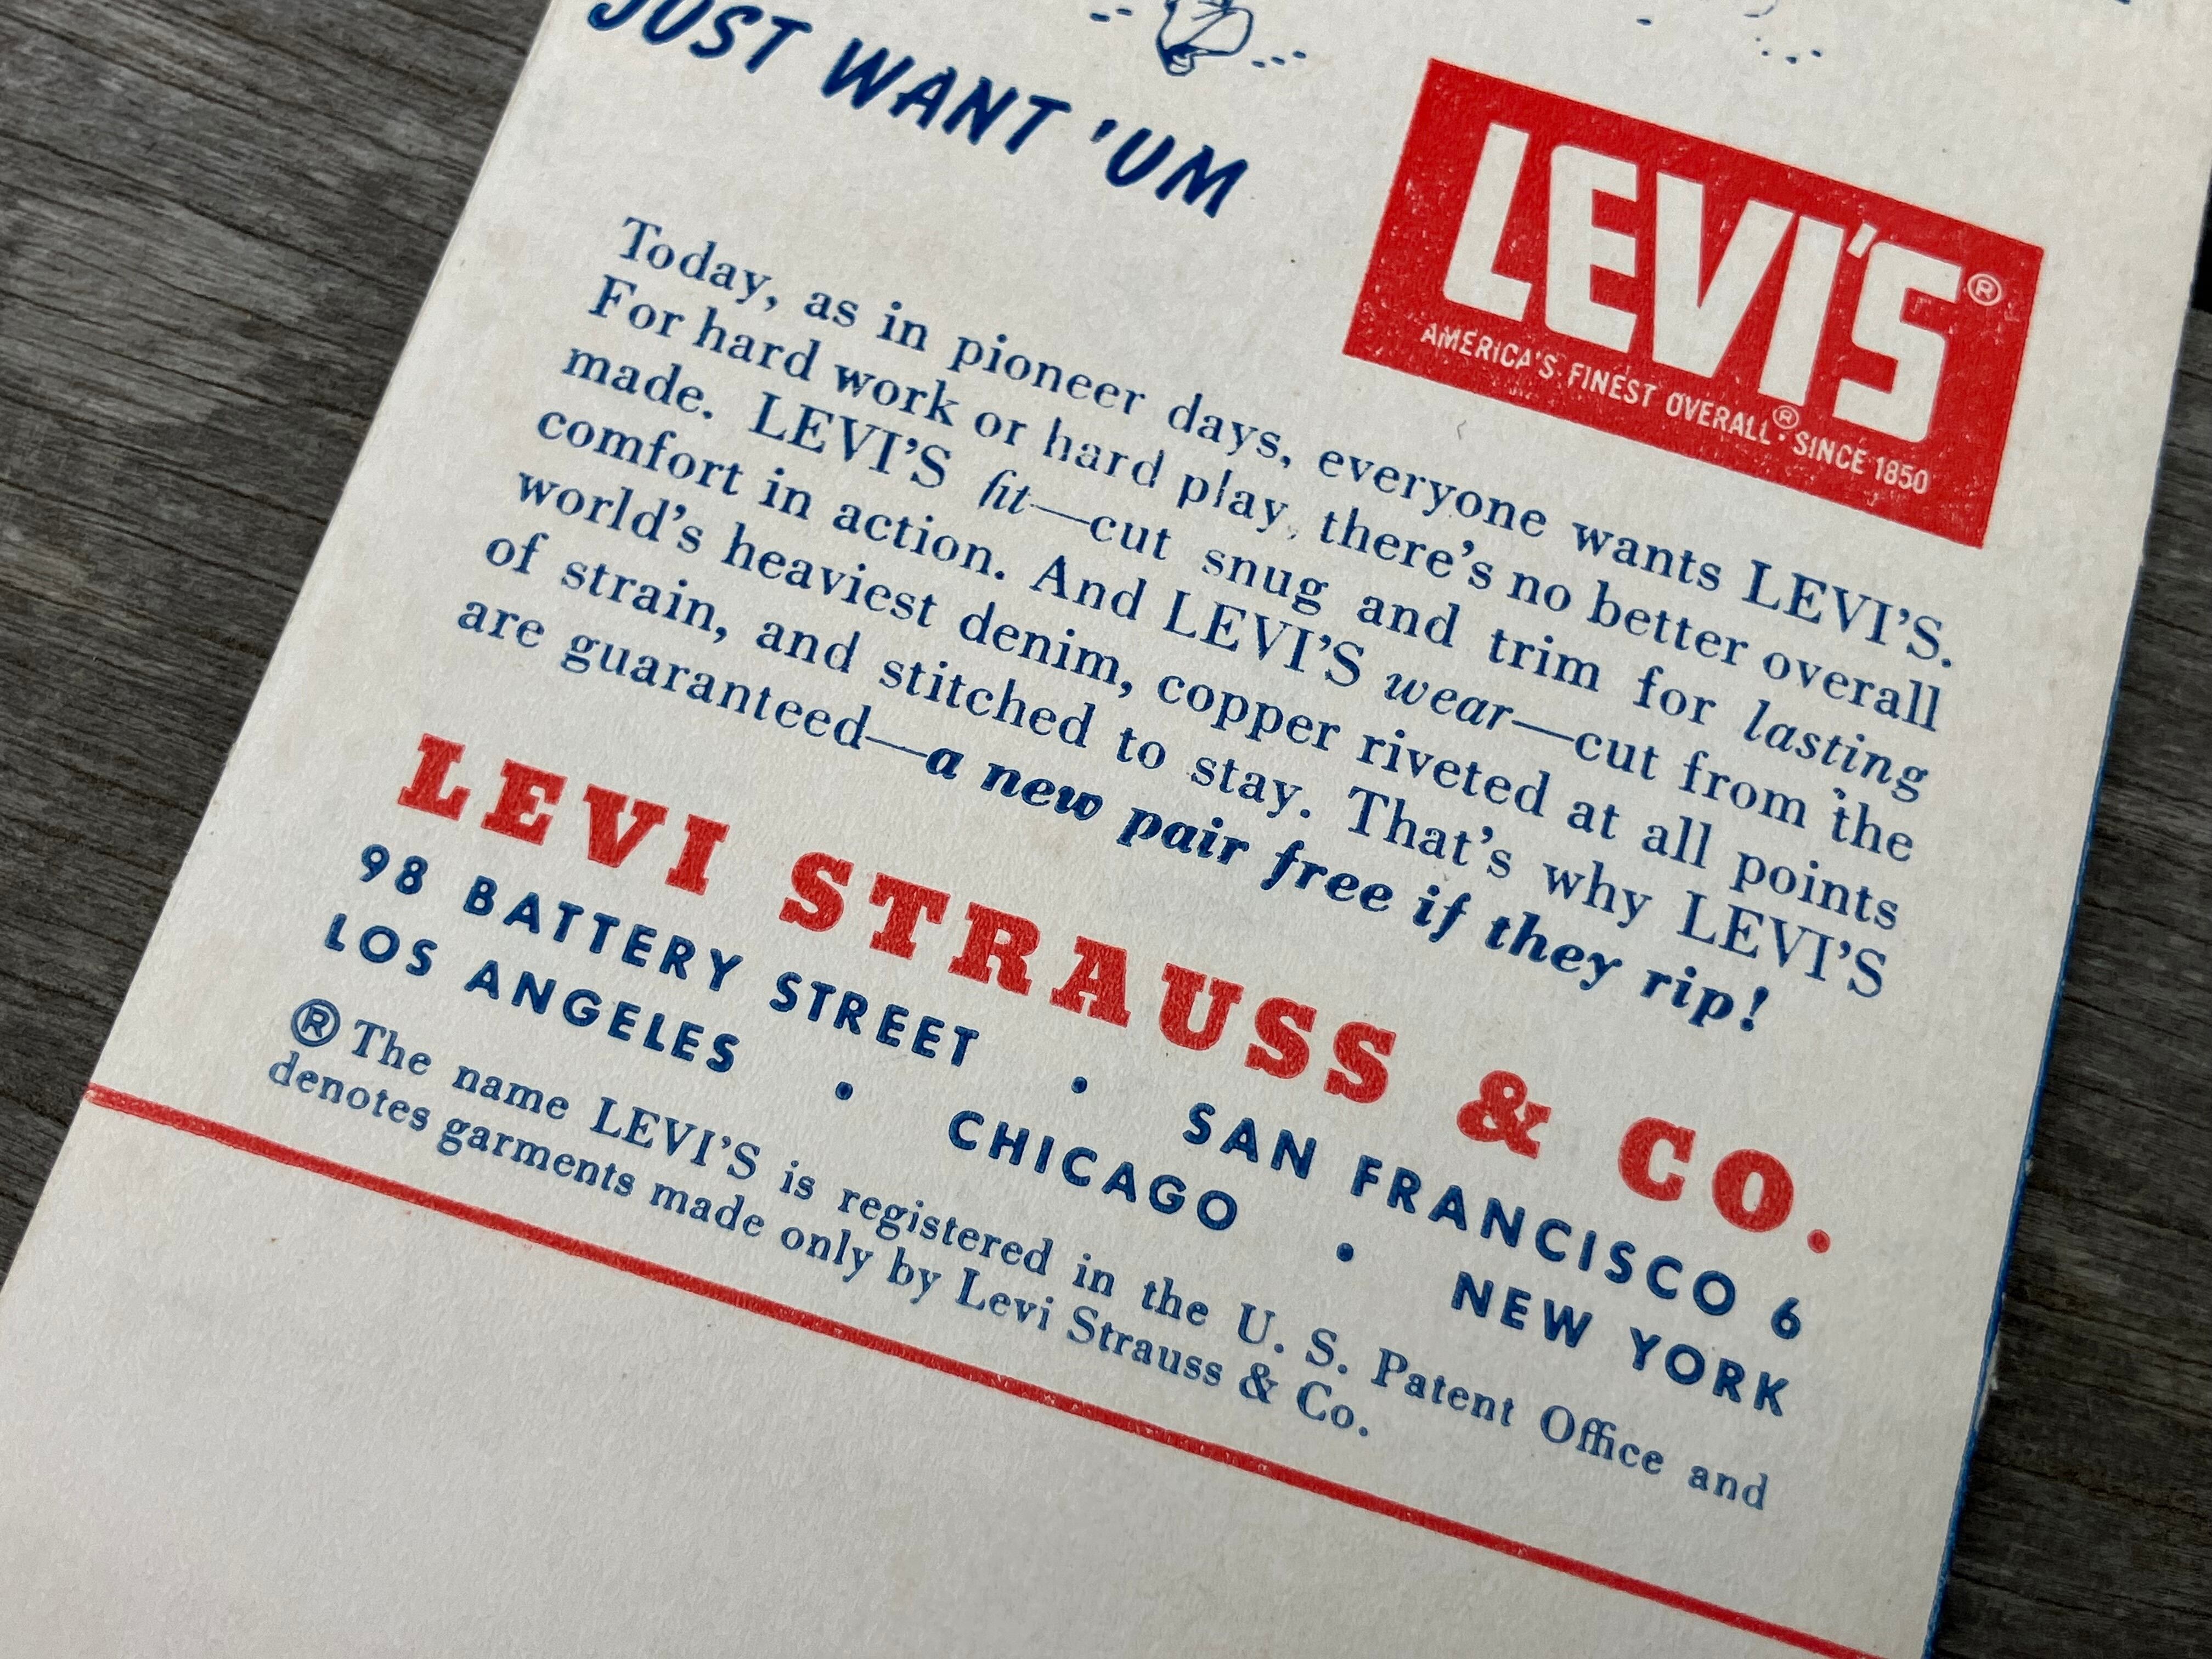 JUST WANT 'UM
LEVI'S®
AMERICA'S FINEST OVERALL® SINCE 1850
Today, as in pioneer days, everyone wants LEVI'S.
For hard work or hard play, there's no better overall
made. LEVI'S fit—cut snug and trim for lasting
comfort in action. And LEVI'S wear—cut from the
world's heaviest denim, copper riveted at all points
of strain, and stitched to stay. That's why LEVI'S
are guaranteed—a new pair free if they rip!
LEVI STRAUSS & CO.
98 BATTERY STREET • SAN FRANCISCO 6
LOS ANGELES • CHICAGO • NEW YORK
® The name LEVI'S is registered in the U. S. Patent Office and
denotes garments made only by Levi Strauss & Co.